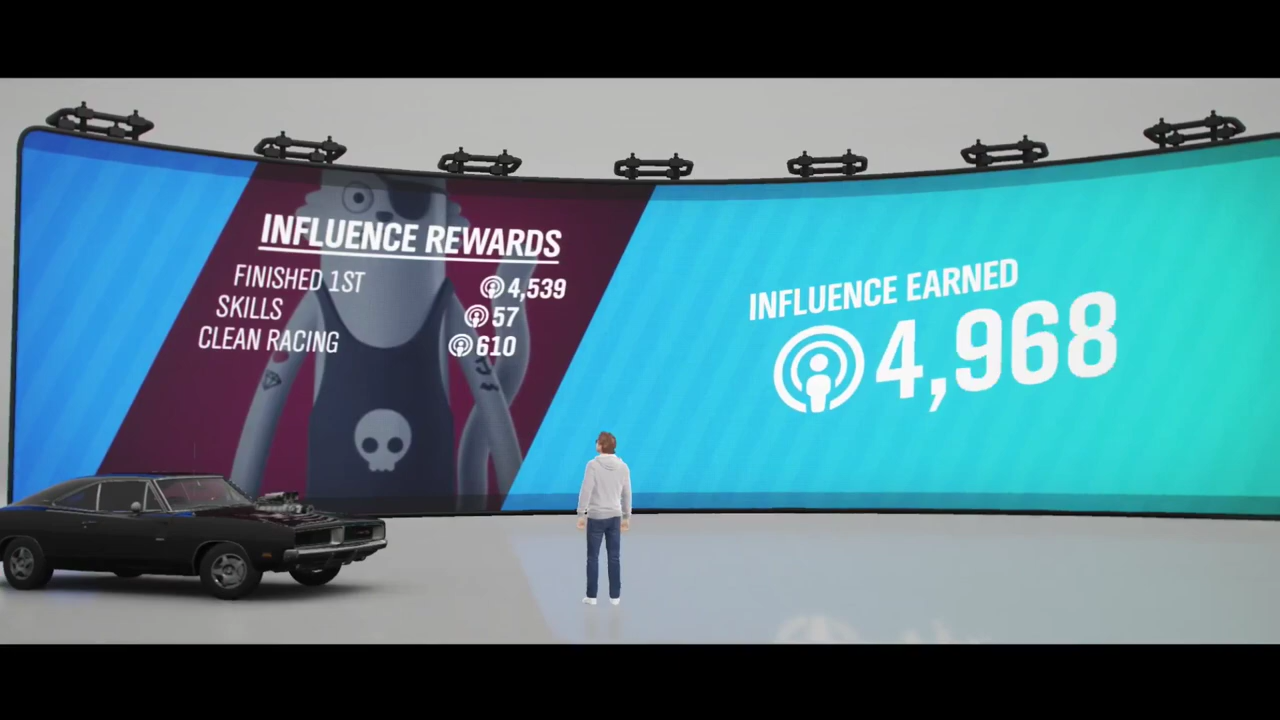 INFLUENCE REWARDS
FINISHED 1ST 4,539
SKILLS 57
CLEAN RACING 610
INFLUENCE EARNED
4,968